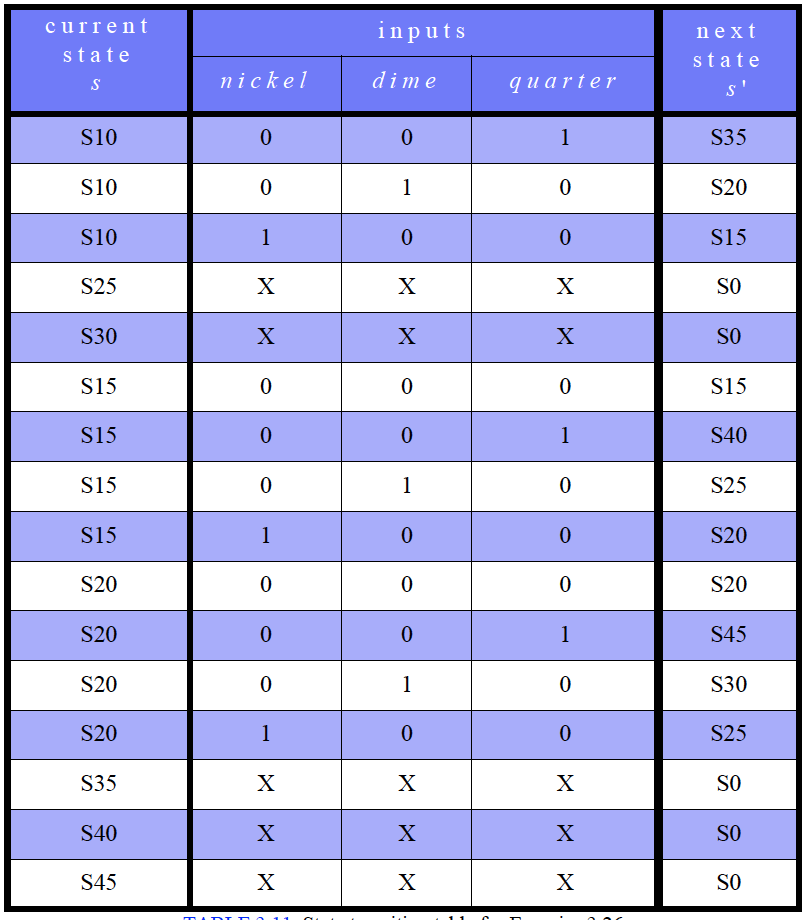 current state s inputs next state s'
nickel dime quarter
S10 0 0 1 S35
S10 0 1 0 S20
S10 1 0 0 S15
S25 X X X S0
S30 X X X S0
S15 0 0 0 S15
S15 0 0 1 S40
S15 0 1 0 S25
S15 1 0 0 S20
S20 0 0 0 S20
S20 0 0 1 S45
S20 0 1 0 S30
S20 1 0 0 S25
S35 X X X S0
S40 X X X S0
S45 X X X S0